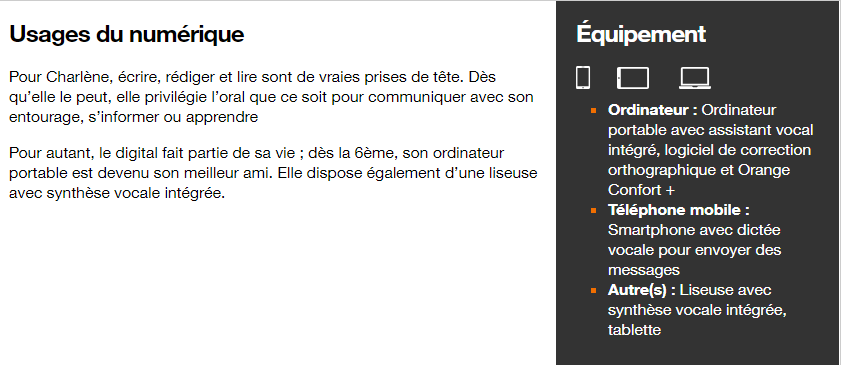 Usages du numérique
Pour Charlène, écrire, rédiger et lire sont de vraies prises de tête. Dès
qu’elle le peut, elle privilégie l’oral que ce soit pour communiquer avec son
entourage, s’informer ou apprendre
Pour autant, le digital fait partie de sa vie ; dès la 6ème, son ordinateur
portable est devenu son meilleur ami. Elle dispose également d’une liseuse
avec synthèse vocale intégrée.
Équipement
Ordinateur : Ordinateur
portable avec assistant vocal
intégré, logiciel de correction
orthographique et Orange
Confort +
Téléphone mobile :
Smartphone avec dictée
vocale pour envoyer des
messages
Autre(s) : Liseuse avec
synthèse vocale intégrée,
tablette